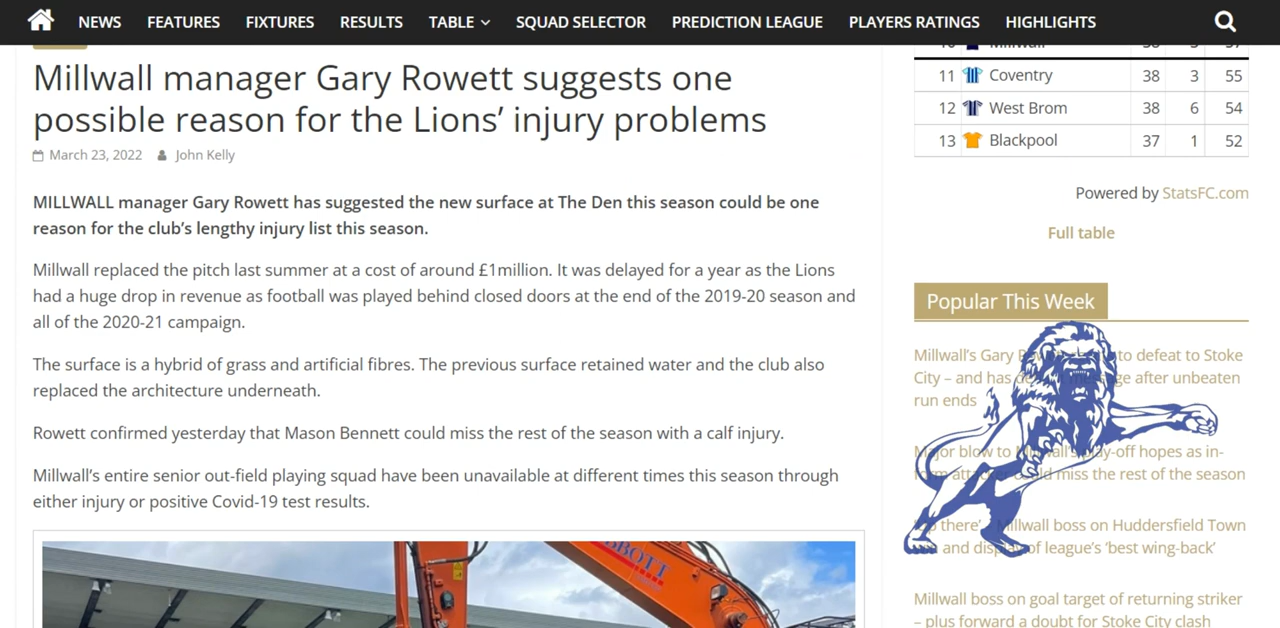 NEWS FEATURES FIXTURES RESULTS TABLE SQUAD SELECTOR PREDICTION LEAGUE PLAYERS RATINGS HIGHLIGHTS
Millwall manager Gary Rowett suggests one
possible reason for the Lions’ injury problems
March 23, 2022 John Kelly
MILLWALL manager Gary Rowett has suggested the new surface at The Den this season could be one
reason for the club’s lengthy injury list this season.
Millwall replaced the pitch last summer at a cost of around £1million. It was delayed for a year as the Lions
had a huge drop in revenue as football was played behind closed doors at the end of the 2019-20 season and
all of the 2020-21 campaign.
The surface is a hybrid of grass and artificial fibres. The previous surface retained water and the club also
replaced the architecture underneath.
Rowett confirmed yesterday that Mason Bennett could miss the rest of the season with a calf injury.
Millwall’s entire senior out-field playing squad have been unavailable at different times this season through
either injury or positive Covid-19 test results.
11 Coventry 38 3 55
12 West Brom 38 6 54
13 Blackpool 37 1 52
Powered by StatsFC.com
Full table
Popular This Week
Millwall’s Gary to defeat to Stoke
City – and has after unbeaten
run ends
Major blow to play-off hopes as in-
miss the rest of the season
there’ Millwall boss on Huddersfield Town
and display of league’s ‘best wing-back’
Millwall boss on goal target of returning striker
– plus forward a doubt for Stoke City clash